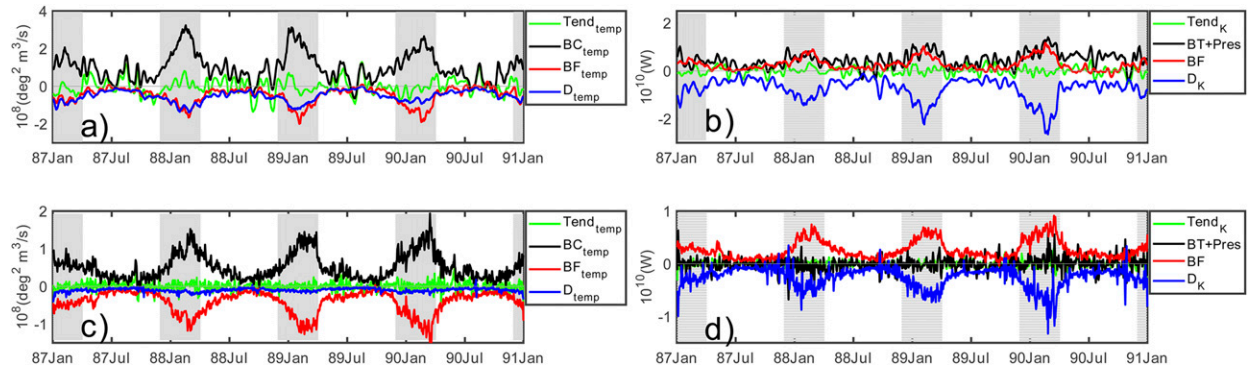 4
2
0
-2
10^8(deg^2 m^3/s)
a)
87Jan 87Jul 88Jan 88Jul 89Jan 89Jul 90Jan 90Jul 91Jan
Tend_temp
BC_temp
BF_temp
D_temp
2
0
-2
10^10(W)
b)
87Jan 87Jul 88Jan 88Jul 89Jan 89Jul 90Jan 90Jul 91Jan
Tend_K
BT+Pres
BF
D_K
2
1
0
-1
10^8(deg^2 m^3/s)
c)
87Jan 87Jul 88Jan 88Jul 89Jan 89Jul 90Jan 90Jul 91Jan
Tend_temp
BC_temp
BF_temp
D_temp
1
0
-1
10^10(W)
d)
87Jan 87Jul 88Jan 88Jul 89Jan 89Jul 90Jan 90Jul 91Jan
Tend_K
BT+Pres
BF
D_K